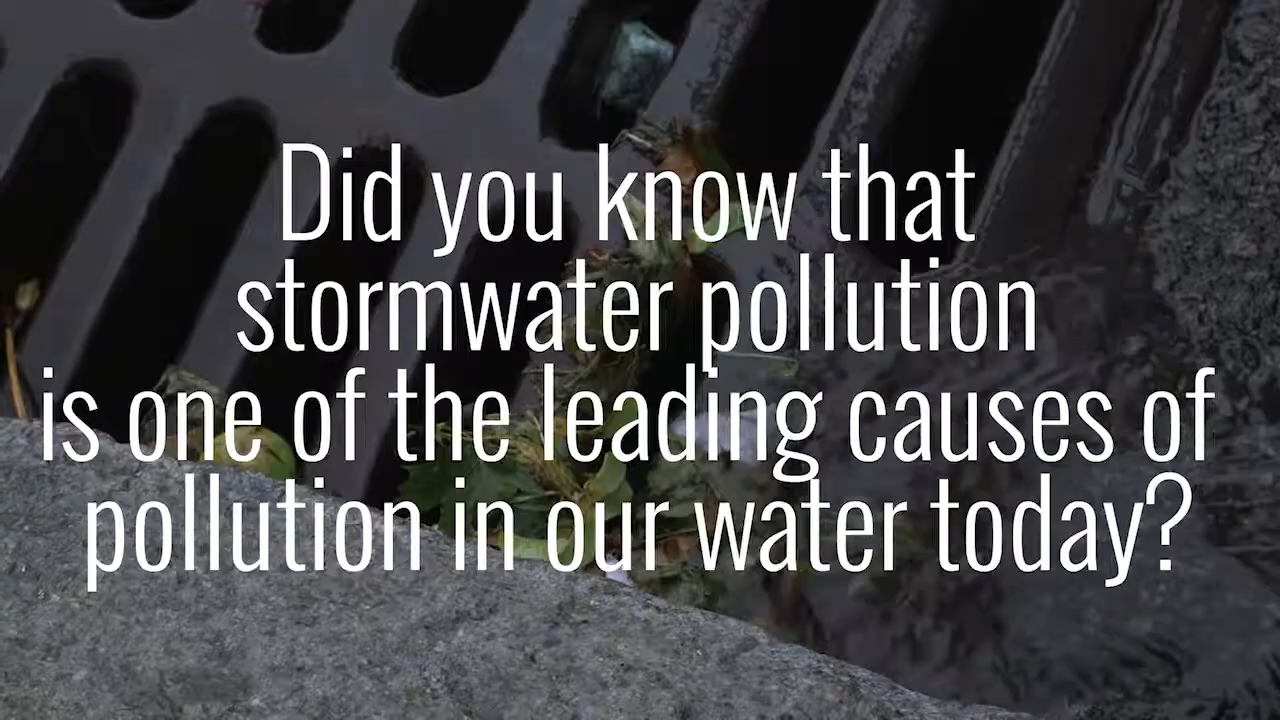 Did you know that
stormwater pollution
is one of the leading causes of
pollution in our water today?